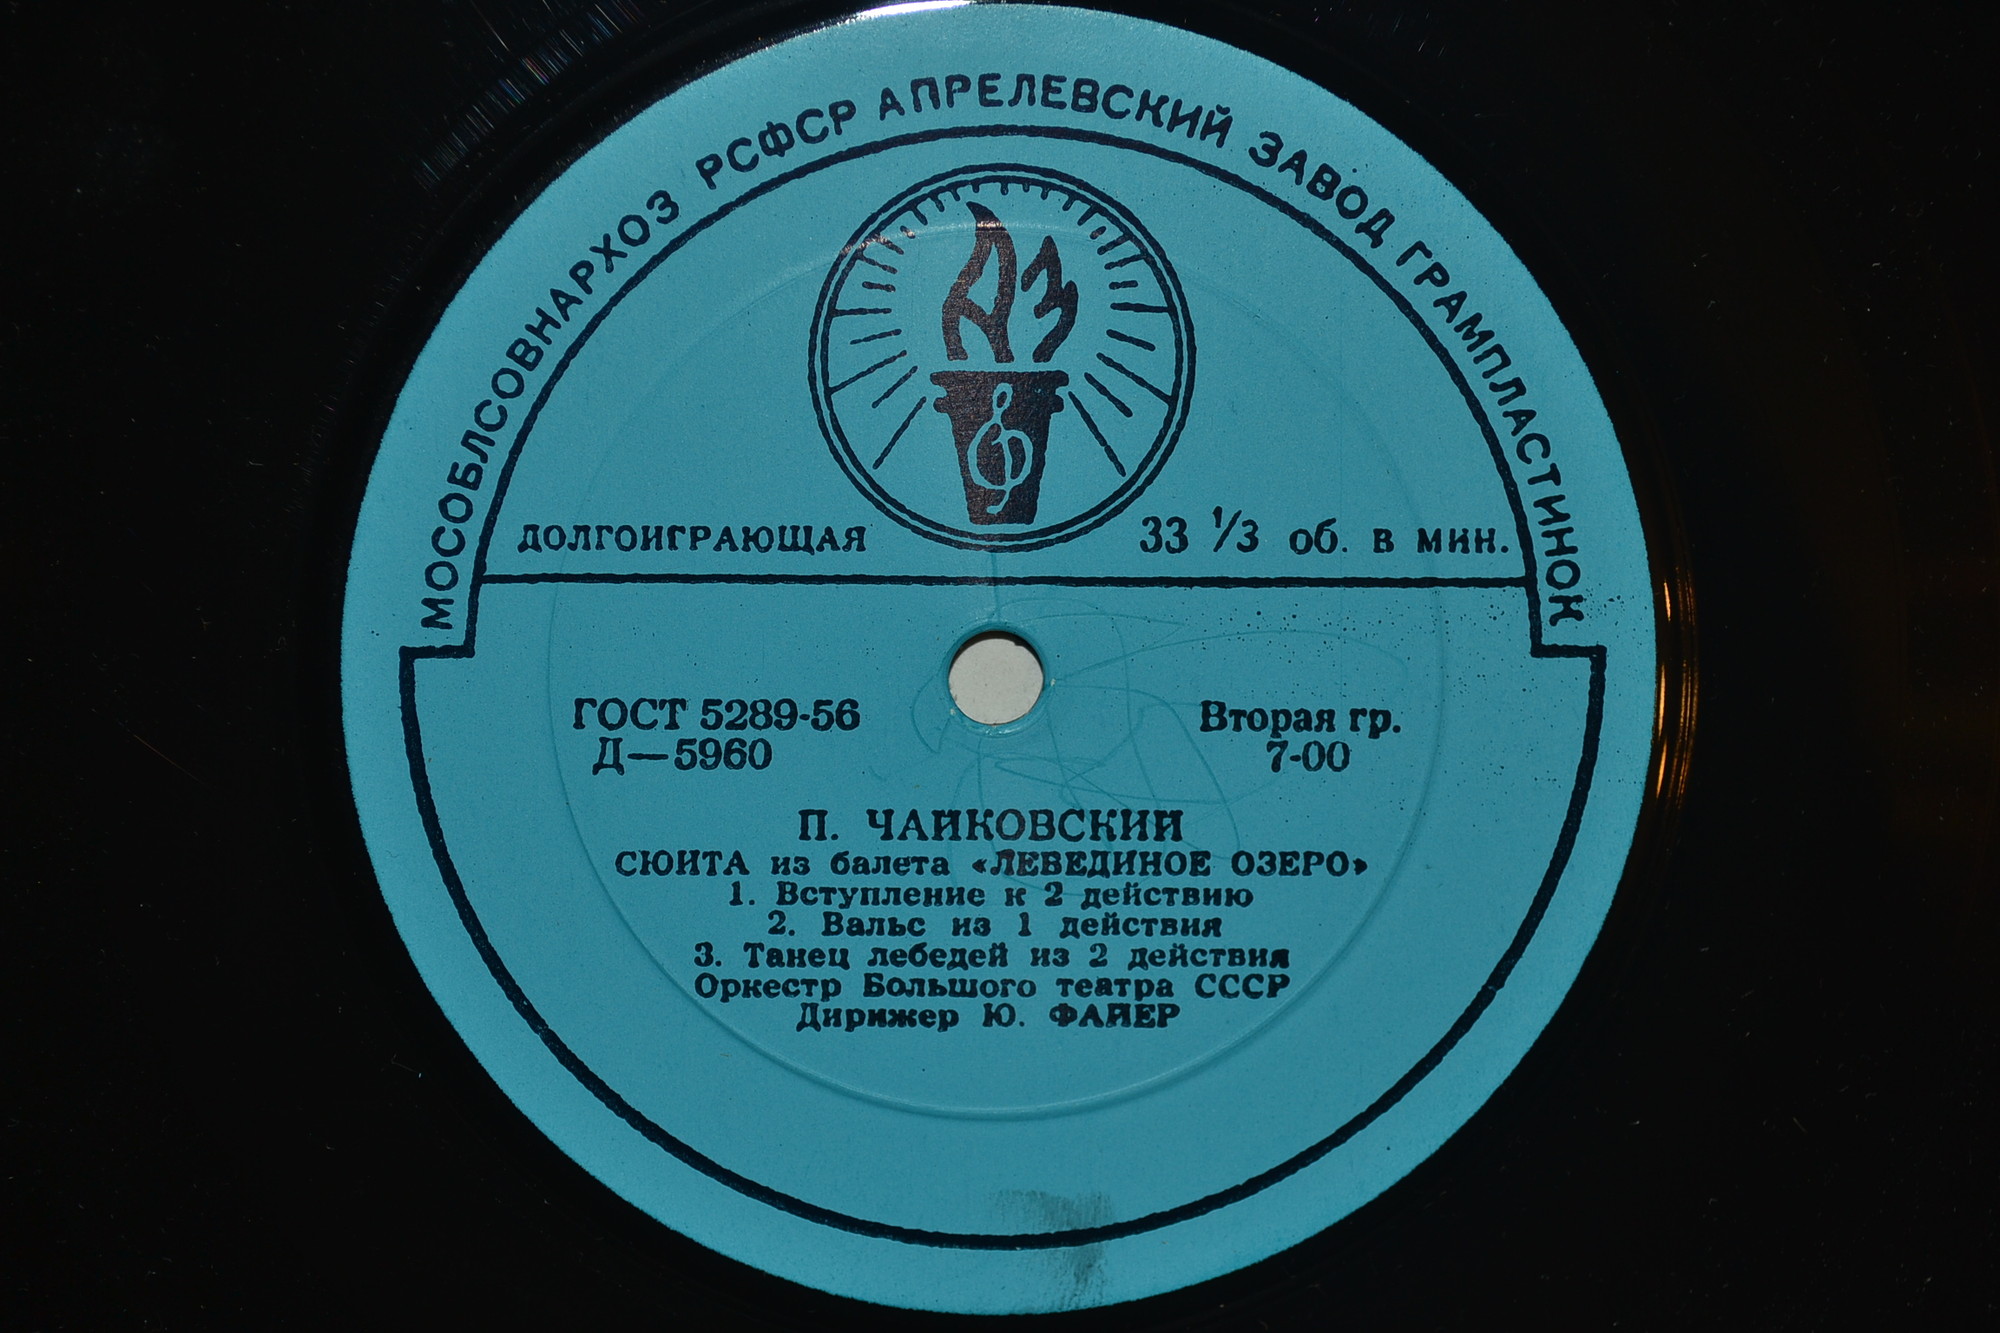 МОСОБЛСОВНАРХОЗ РСФСР АПРЕЛЕВСКИЙ ЗАВОД ГРАМПЛАСТИНОК
АЗ
ДОЛГОИГРАЮЩАЯ 33 1/3 об. в мин.
ГОСТ 5289-56 Вторая гр.
Д—5960 7-00
П. ЧАЙКОВСКИЙ
СЮИТА из балета «ЛЕБЕДИНОЕ ОЗЕРО»
1. Вступление к 2 действию
2. Вальс из 1 действия
3. Танец лебедей из 2 действия
Оркестр Большого театра СССР
Дирижер Ю. ФАЙЕР